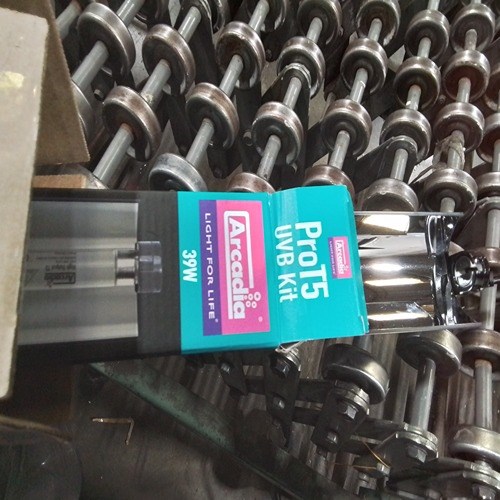 Arcadia
ProT5
UVB Kit
Arcadia
LIGHT FOR LIFE®
39W